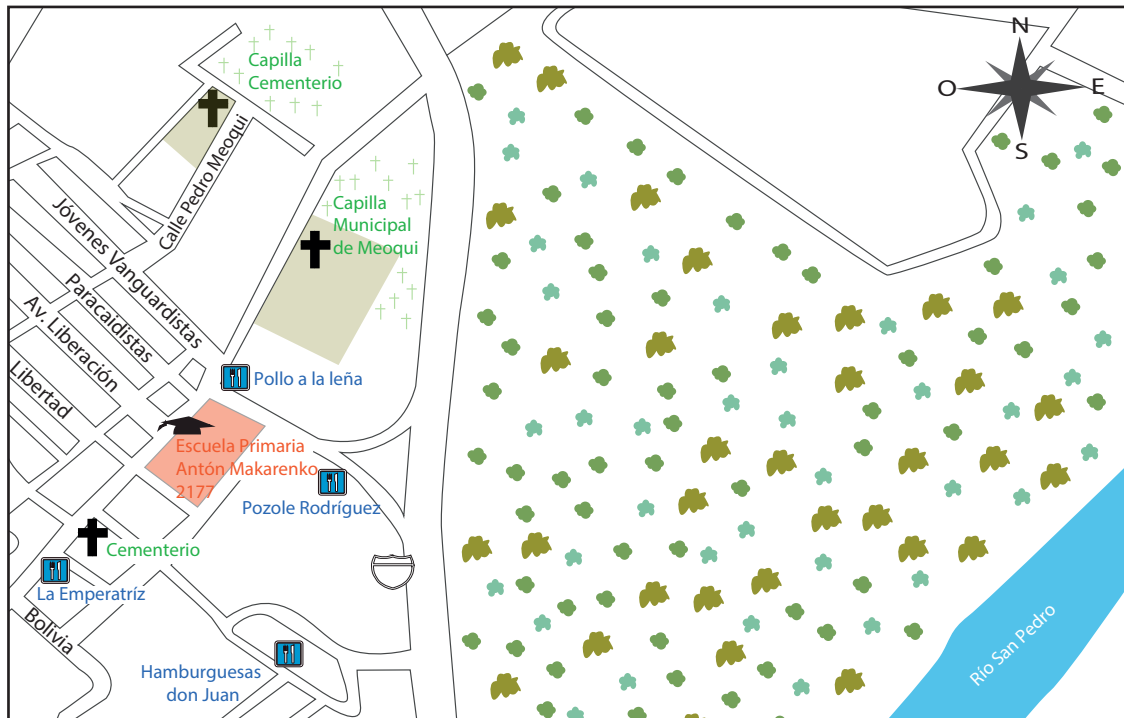 N
O
E
S
Capilla
Cementerio
Calle Pedro Meoqui
Capilla
Municipal
de Meoqui
Jóvenes Vanguardistas
Paracaidistas
Av. Liberación
Libertad
Pollo a la leña
Escuela Primaria
Antón Makarenko
2177
Pozole Rodríguez
Cementerio
La Emperatríz
Bolivia
Hamburguesas
don Juan
Río San Pedro